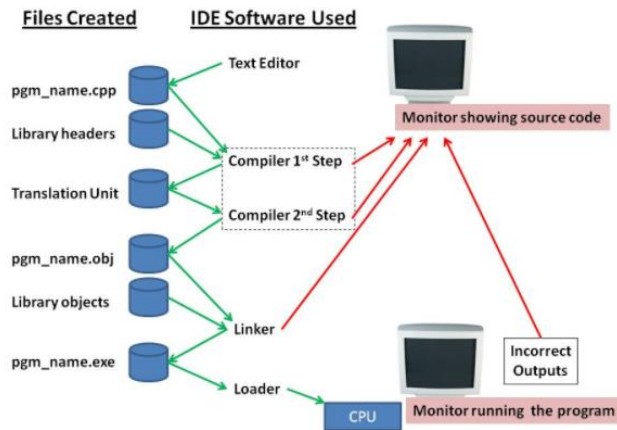 Files Created
IDE Software Used
Text Editor
pgm_name.cpp
Monitor showing source code
Library headers
Compiler 1st Step
Translation Unit
Compiler 2nd Step
pgm_name.obj
Library objects
Linker
Incorrect
Outputs
pgm_name.exe
Loader
CPU
Monitor running the program